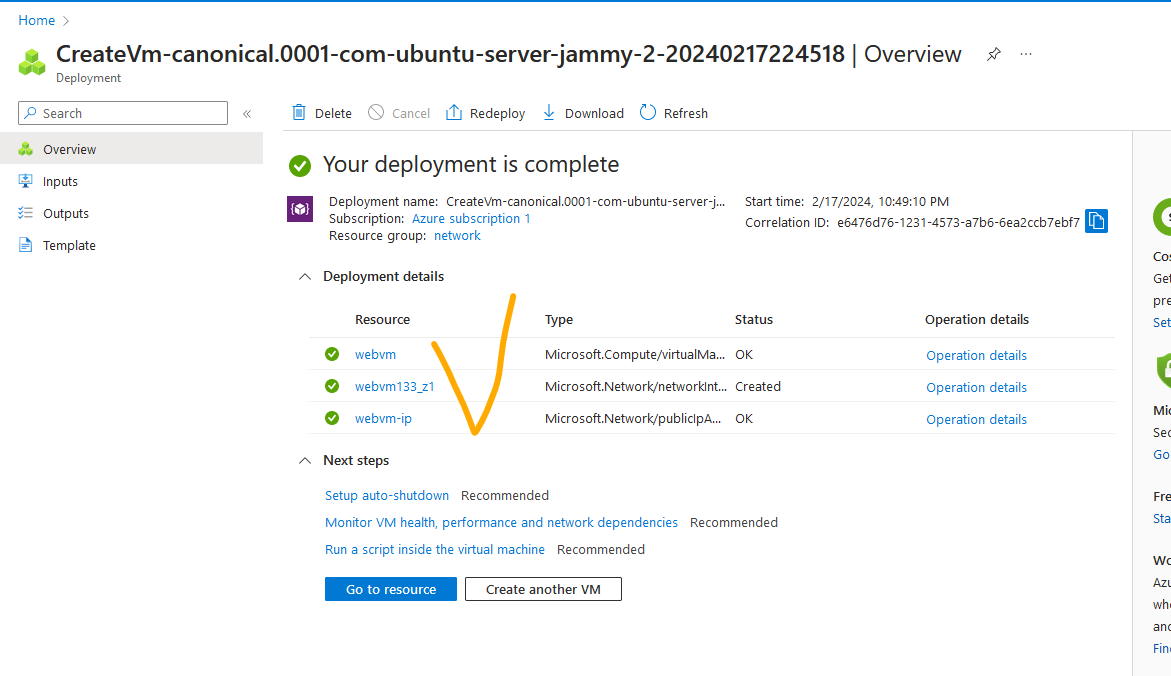 Home
CreateVm-canonical.0001-com-ubuntu-server-jammy-2-20240217224518 | Overview
Deployment
Search
Delete Cancel Redeploy Download Refresh
Overview
Inputs
Outputs
Template
Your deployment is complete
Deployment name: CreateVm-canonical.0001-com-ubuntu-server-j...
Subscription: Azure subscription 1
Resource group: network
Start time: 2/17/2024, 10:49:10 PM
Correlation ID: e6476d76-1231-4573-a7b6-6ea2ccb7ebf7
Deployment details
Resource Type Status Operation details
webvm Microsoft.Compute/virtualMa... OK Operation details
webvm133_z1 Microsoft.Network/networkInt... Created Operation details
webvm-ip Microsoft.Network/publicIpA... OK Operation details
Next steps
Setup auto-shutdown Recommended
Monitor VM health, performance and network dependencies Recommended
Run a script inside the virtual machine Recommended
Go to resource Create another VM
Cos
Get
pre
Set
Mic
Sec
Go
Fre
Sta
Wo
Azu
whe
and
Fin